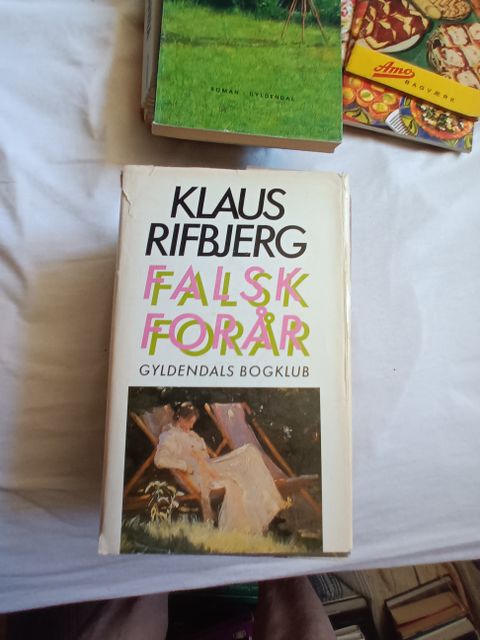 ROMAN · GYLDENDAL
Amo
BAGVÆRK
KLAUS
RIFBJERG
FALSK
FORÅR
GYLDENDALS BOGKLUB